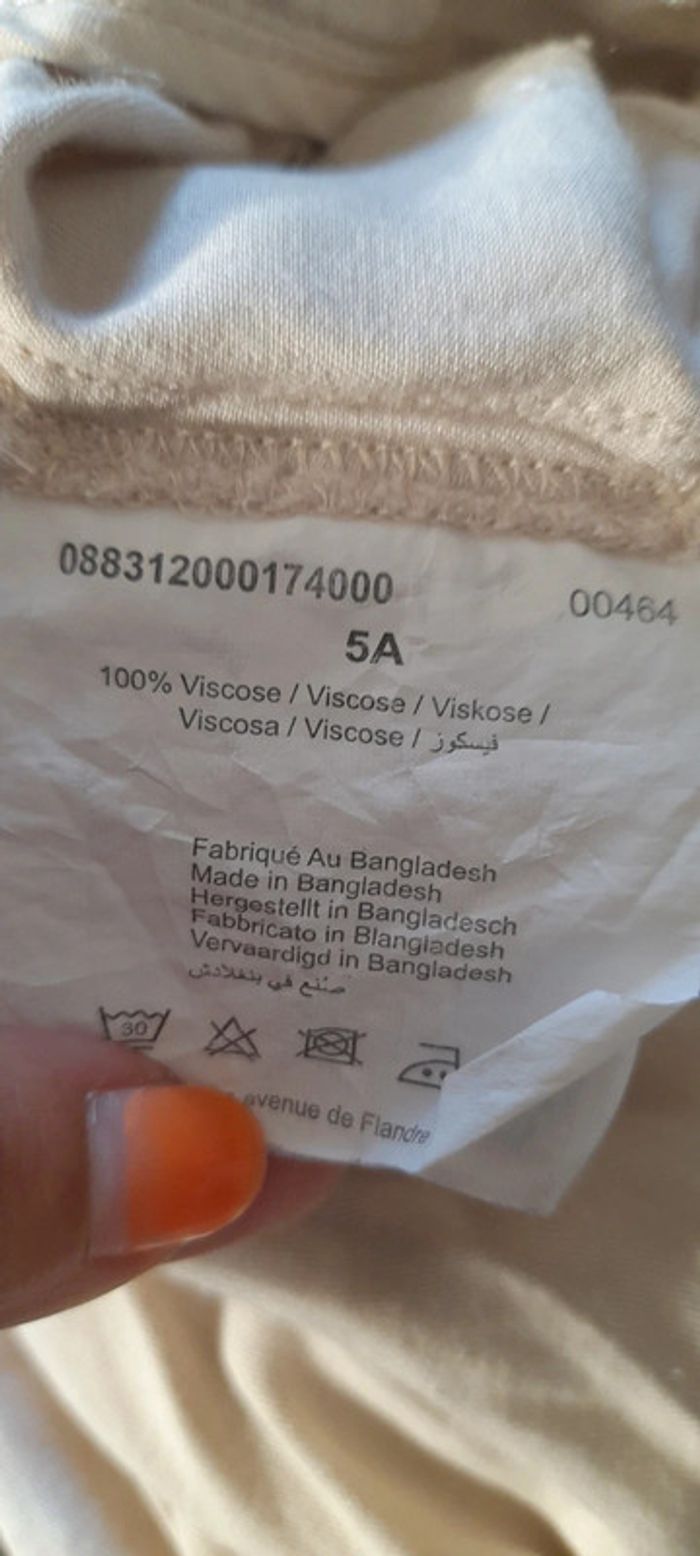 088312000174000 00464
5A
100% Viscose / Viscose / Viskose /
Viscosa / Viscose / فيسكوز
Fabriqué Au Bangladesh
Made in Bangladesh
Hergestellt in Bangladesch
Fabbricato in Blangladesh
Vervaardigd in Bangladesh
صُنع في بنغلادش
30
avenue de Flandre